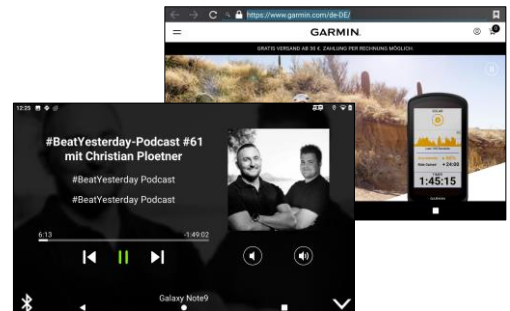 https://www.garmin.com/de-DE/
GARMIN.
GRATIS VERSAND AB 30 €. ZAHLUNG PER RECHNUNG MÖGLICH.
1:45:15
12:25
#BeatYesterday-Podcast #61
mit Christian Ploetner
#BeatYesterday Podcast
#BeatYesterday Podcast
6:13
-1:49:02
Galaxy Note9